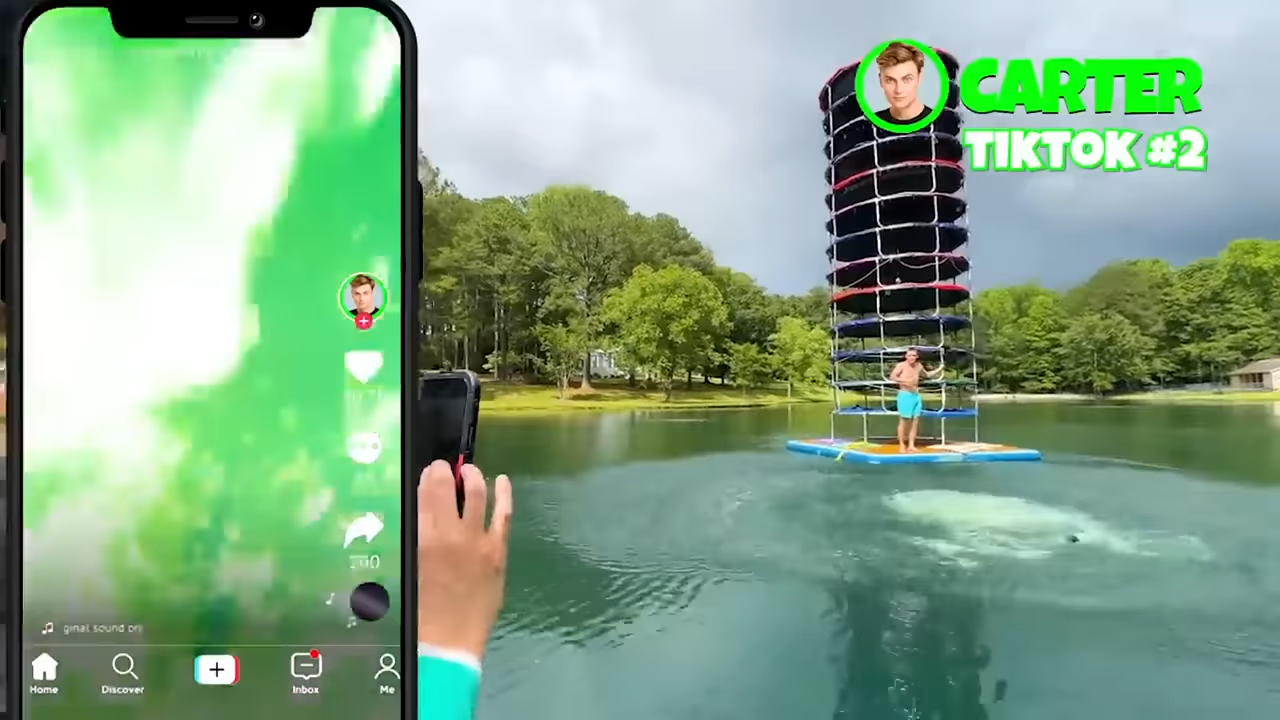 CARTER
TIKTOK #2
ginal sound ori
Home
Discover
Inbox
Me